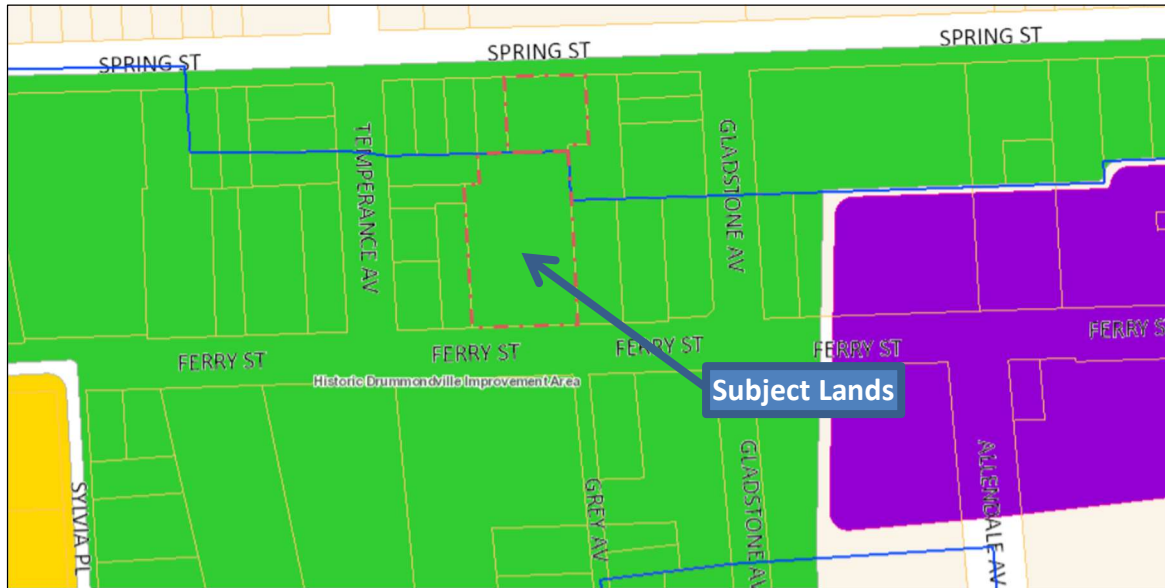 SPRING ST
SPRING ST
SPRING ST
TEMPERANCE AV
GLADSTONE AV
FERRY ST
FERRY ST
FERRY ST
FERRY ST
FERRY S
Historic Drummondville Improvement Area
Subject Lands
SYLVIA PL
GREY AV
GLADSTONE AV
ALLENDALE AV